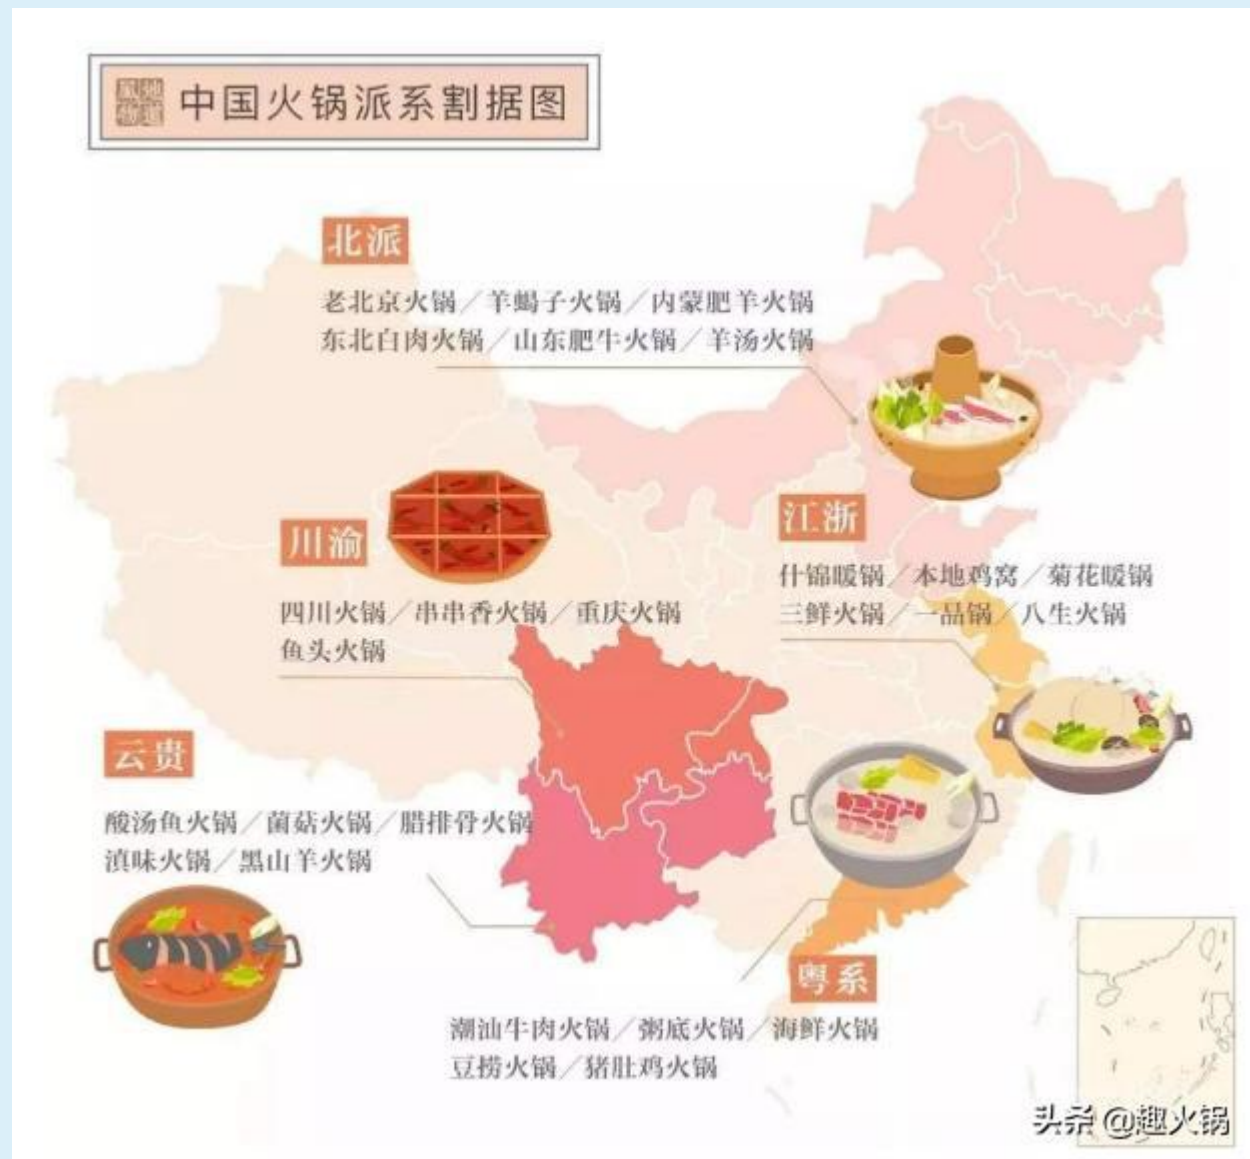 地道风物
中国火锅派系割据图
北派
老北京火锅／羊蝎子火锅／内蒙肥羊火锅
东北白肉火锅／山东肥牛火锅／羊汤火锅
川渝
四川火锅／串串香火锅／重庆火锅
鱼头火锅
江浙
什锦暖锅／本地鸡窝／菊花暖锅
三鲜火锅／一品锅／八生火锅
云贵
酸汤鱼火锅／菌菇火锅／腊排骨火锅
滇味火锅／黑山羊火锅
粤系
潮汕牛肉火锅／粥底火锅／海鲜火锅
豆捞火锅／猪肚鸡火锅
头杀 @趣火锅